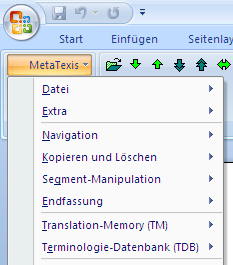 Start Einfügen Seitenlay
MetaTexis
Datei
Extra
Navigation
Kopieren und Löschen
Segment-Manipulation
Endfassung
Translation-Memory (TM)
Terminologie-Datenbank (TDB)